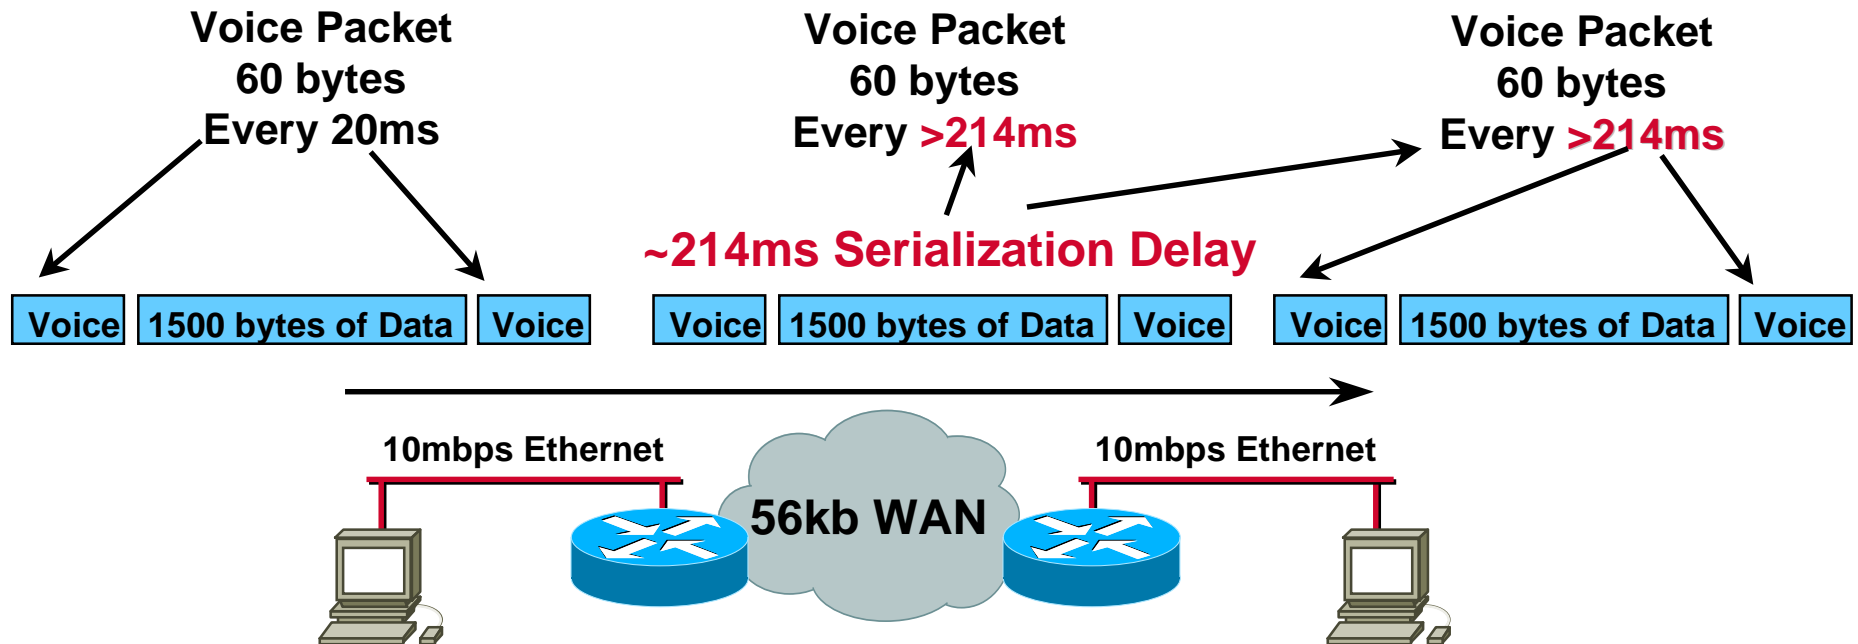 Voice Packet
60 bytes
Every 20ms
Voice Packet
60 bytes
Every >214ms
Voice Packet
60 bytes
Every >214ms
~214ms Serialization Delay
Voice 1500 bytes of Data Voice
Voice 1500 bytes of Data Voice
Voice 1500 bytes of Data Voice
10mbps Ethernet
10mbps Ethernet
56kb WAN